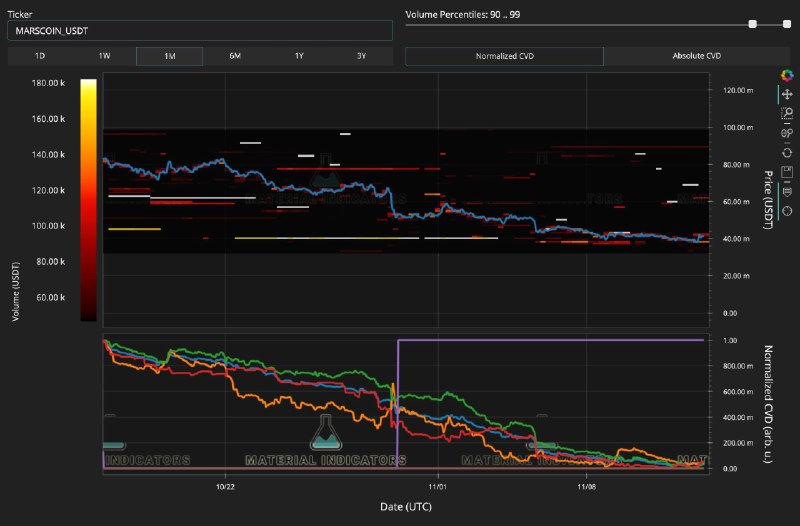 Ticker
MARSCOIN_USDT
Volume Percentiles: 90 .. 99
1D 1W 1M 6M 1Y 3Y
Normalized CVD Absolute CVD
180.00 k
160.00 k
140.00 k
120.00 k
100.00 k
80.00 k
60.00 k
Volume (USDT)
120.00 m
100.00 m
80.00 m
60.00 m
40.00 m
20.00 m
0.00
Price (USDT)
MATERIAL INDICATORS
1.00
800.00 m
600.00 m
400.00 m
200.00 m
0.00
Normalized CVD (arb. u.)
INDICATORS MATERIAL INDICATORS MATERIAL INDICATORS MAT
10/22 11/01 11/08
Date (UTC)